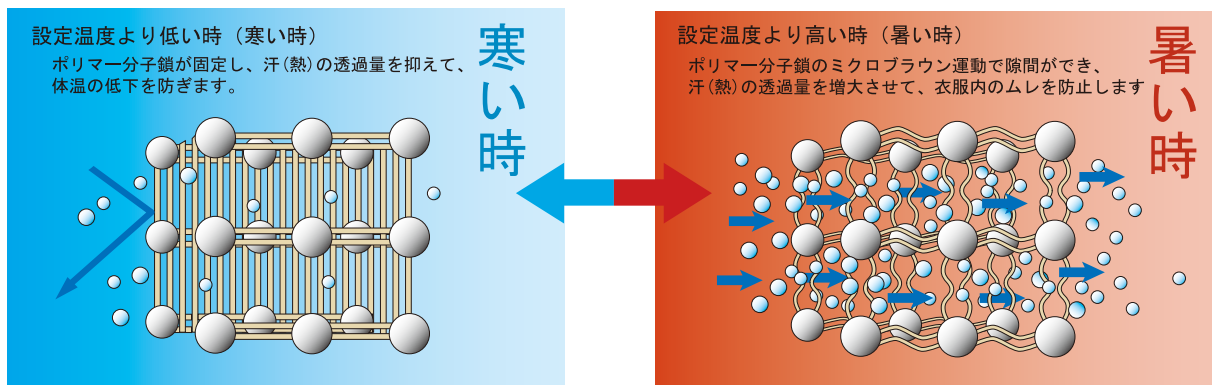 設定温度より低い時（寒い時）
ポリマー分子鎖が固定し、汗（熱）の透過量を抑えて、
体温の低下を防ぎます。
寒い時
設定温度より高い時（暑い時）
ポリマー分子鎖のミクロブラウン運動で隙間ができ、
汗（熱）の透過量を増大させて、衣服内のムレを防止します
暑い時